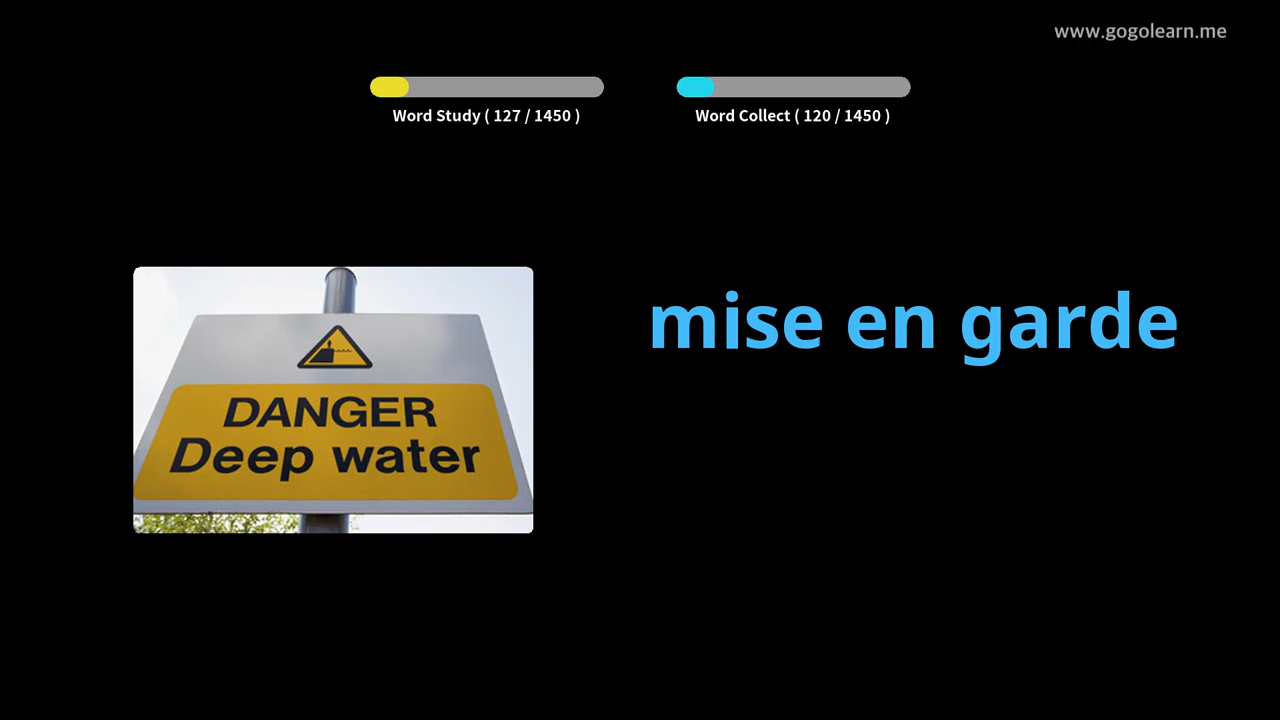 www.gogolearn.me
Word Study ( 127 / 1450 )
Word Collect ( 120 / 1450 )
mise en garde
DANGER
Deep water